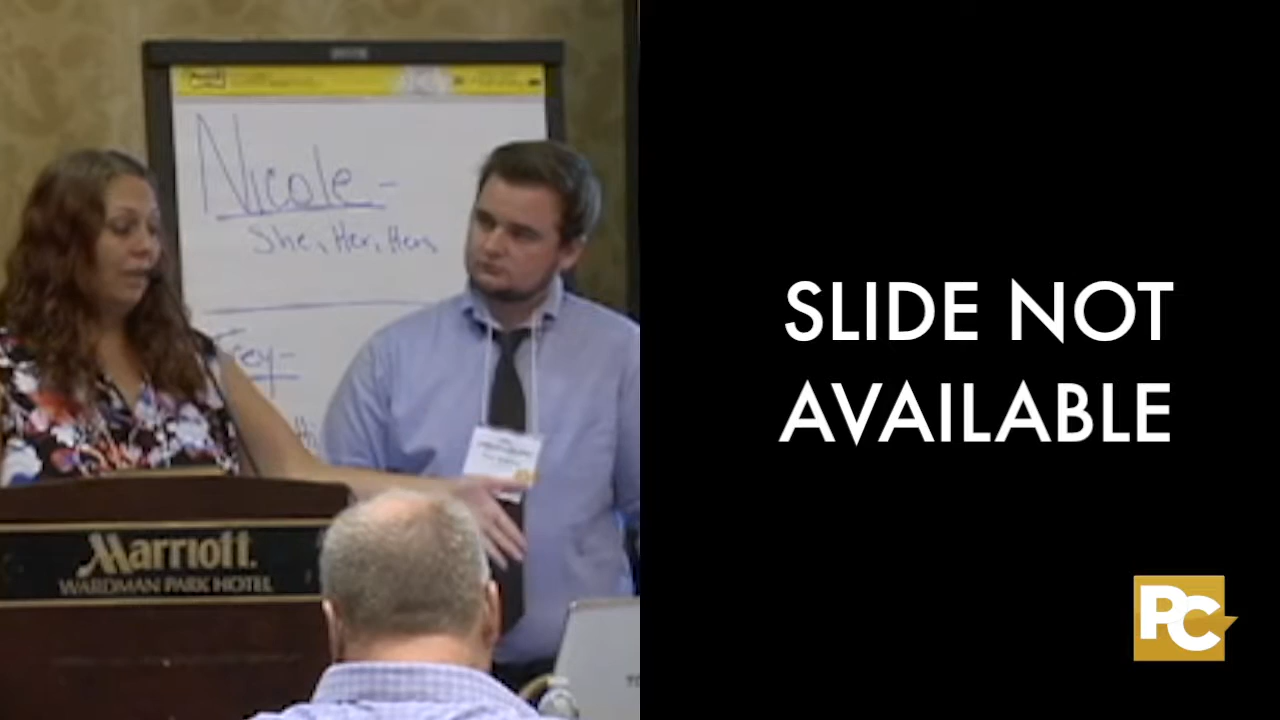 Nicole -
She, Her, Hers
Marriott.
WARDMAN PARK HOTEL
SLIDE NOT
AVAILABLE
PC